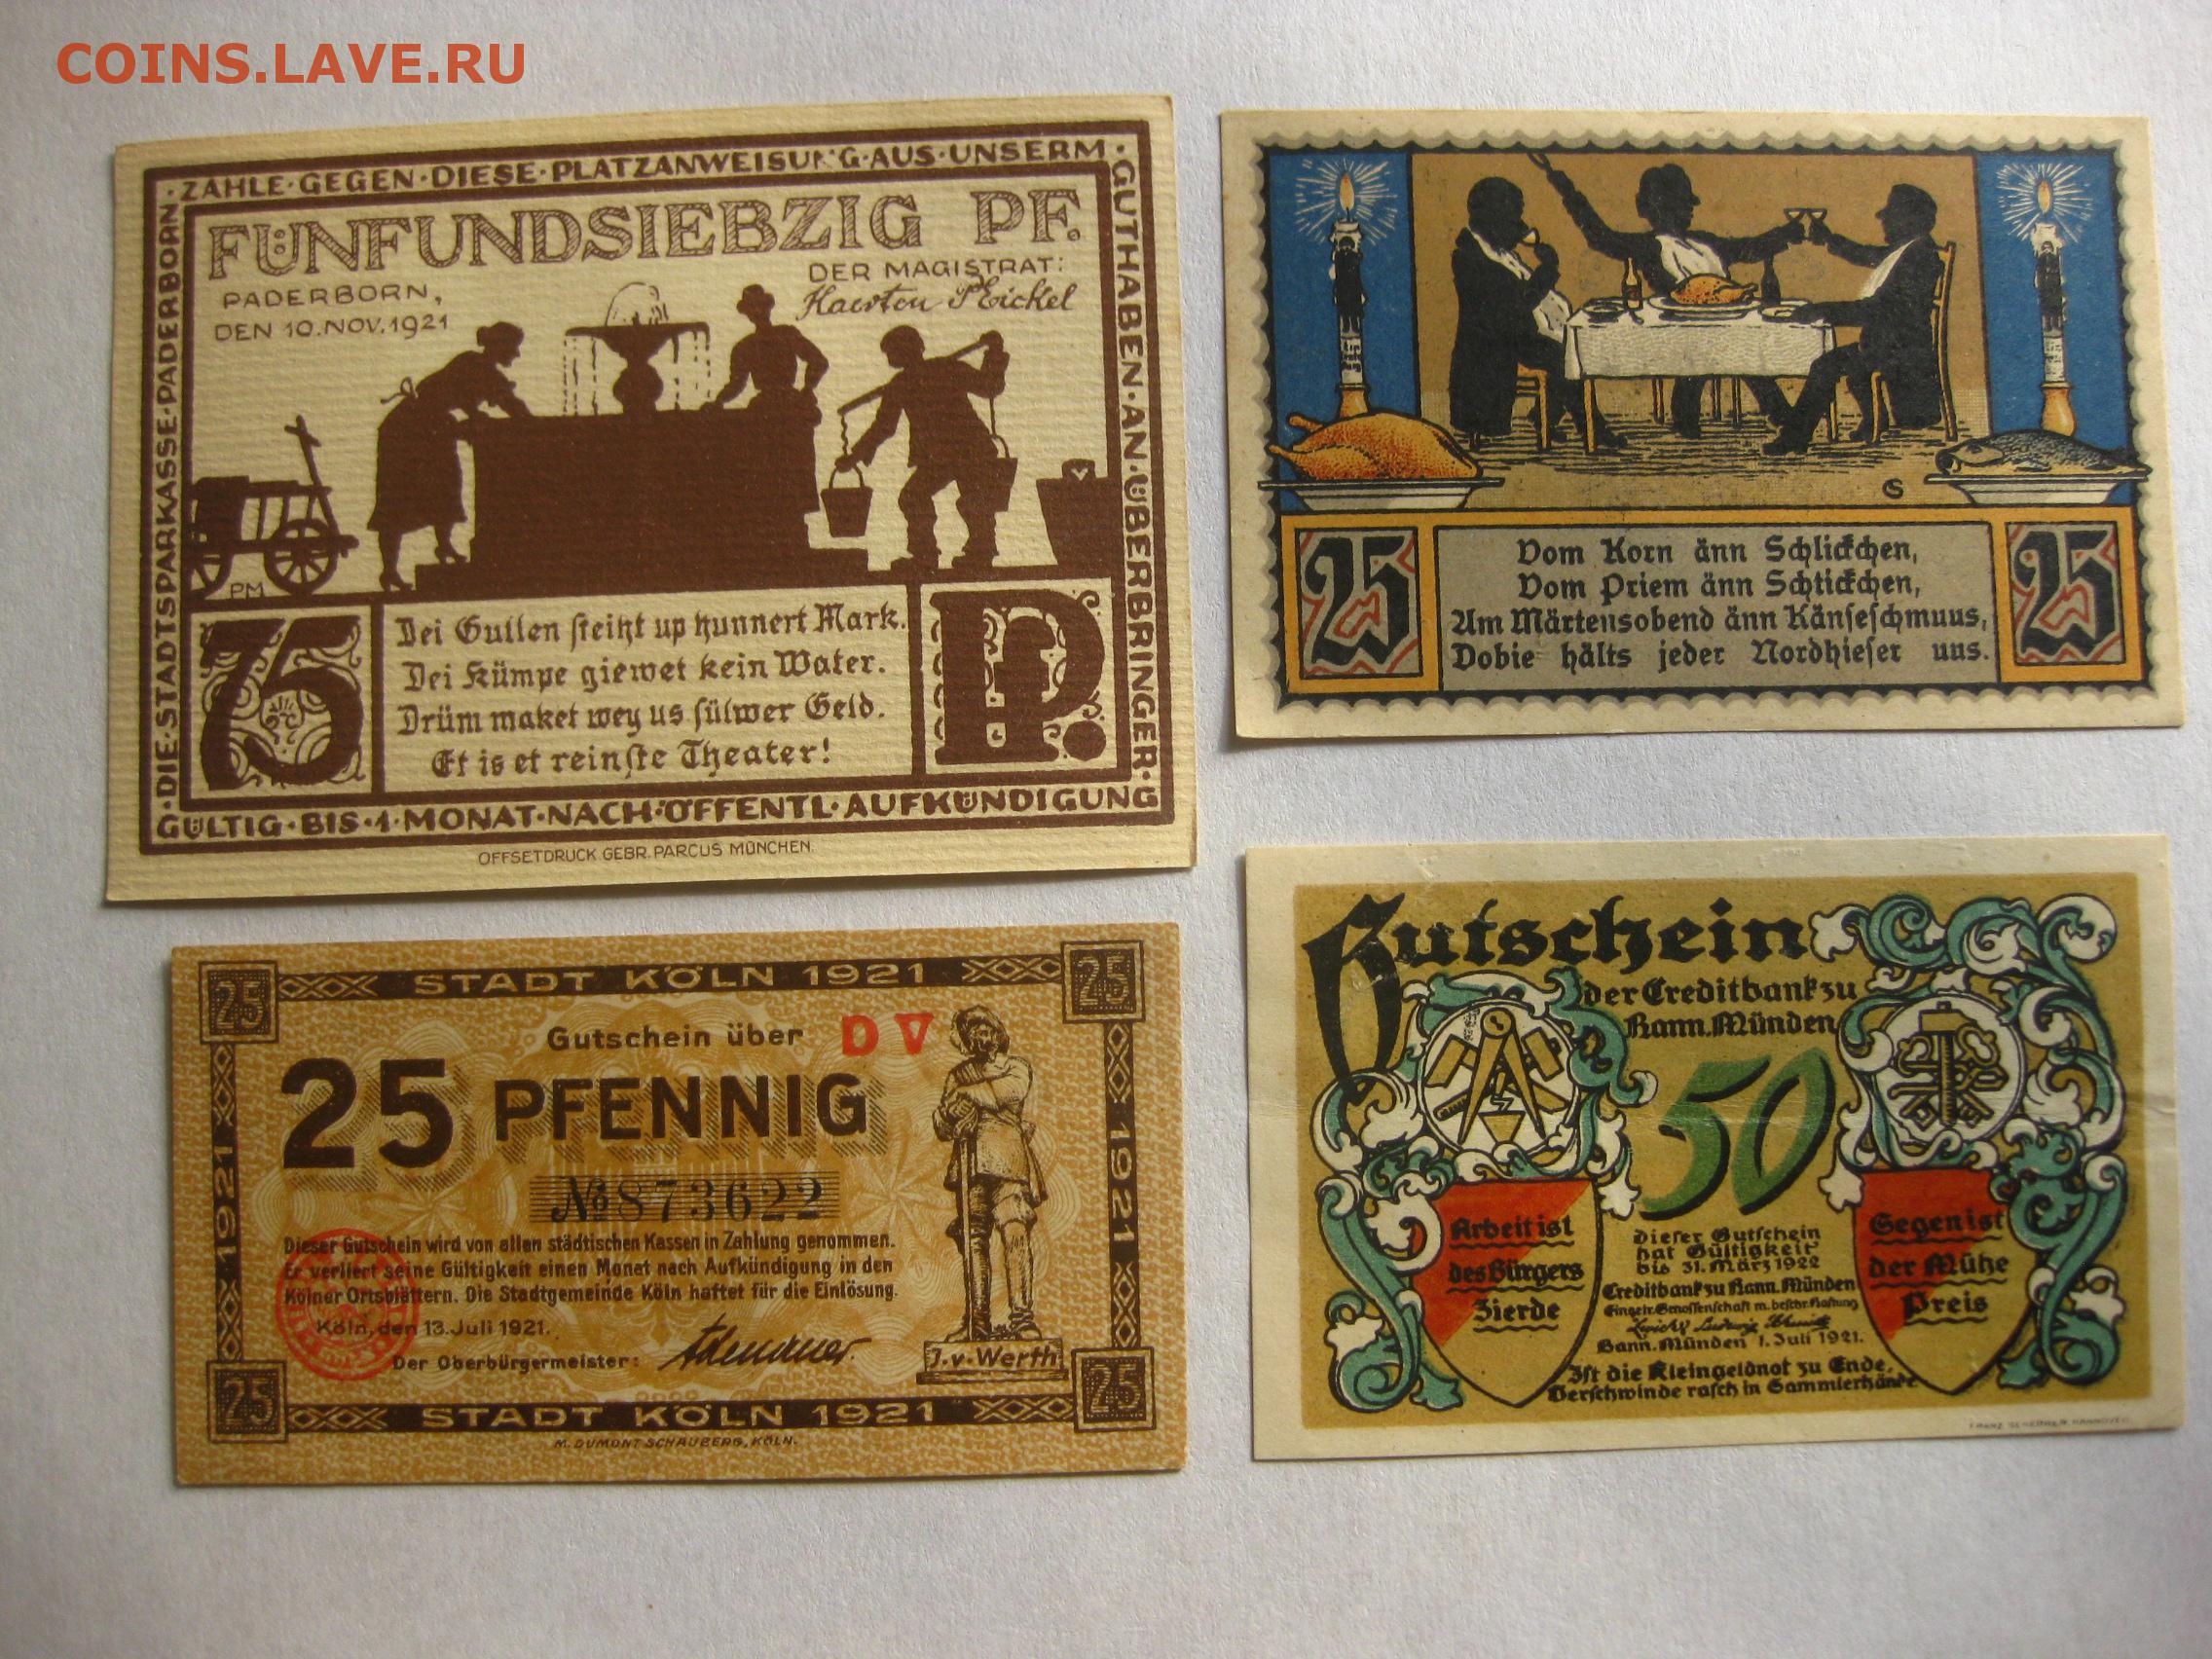 COINS.LAVE.RU
ZAHLE·GEGEN·DIESE·PLATZANWEISUNG·AUS·UNSERM·
GUTHABEN·AN·ÜBERBRINGER·
DIE·STADTSPARKASSE·PADERBORN·
FÜNFUNDSIEBZIG PF.
PADERBORN,
DEN 10.NOV.1921
DER MAGISTRAT:
PM
75
Dei Gullen steiht up hunnert Mark.
Dei Kümpe giewet kein Water.
Drüm maket wey us sülwer Geld.
Et is et reinste Theater!
Pf.
GÜLTIG·BIS·1·MONAT·NACH·ÖFFENTL·AUFKÜNDIGUNG
OFFSETDRUCK GEBR. PARCUS MÜNCHEN.
25
Vom Korn änn Schlickchen,
Vom Priem änn Schtickchen,
Am Märtensobend änn Känseschmuus,
Dobie hälts jeder Nordhieser uus.
25
25
STADT KÖLN 1921
25
1921
1921
Gutschein über
DV
25 PFENNIG
№873622
Dieser Gutschein wird von allen städtischen Kassen in Zahlung genommen.
Er verliert seine Gültigkeit einen Monat nach Aufkündigung in den
Kölner Ortsblättern. Die Stadtgemeinde Köln haftet für die Einlösung.
Köln, den 13. Juli 1921.
Der Oberbürgermeister: Adenauer.
J.v.Werth
25
STADT KÖLN 1921
25
M. DUMONT SCHAUBERG, KÖLN.
Gutschein
der Creditbank zu
Hann. Münden
50
Arbeit ist
des Bürgers
Zierde
Segen ist
der Mühe
Preis
Dieser Gutschein
hat Gültigkeit
bis 31. März 1922
Creditbank zu Hann. Münden
Eingetr. Genossenschaft m. beschr. Haftung
Hann. Münden 1. Juli 1921.
Ist die Kleingeldnot zu Ende,
Verschwinde rasch in Sammlerhände